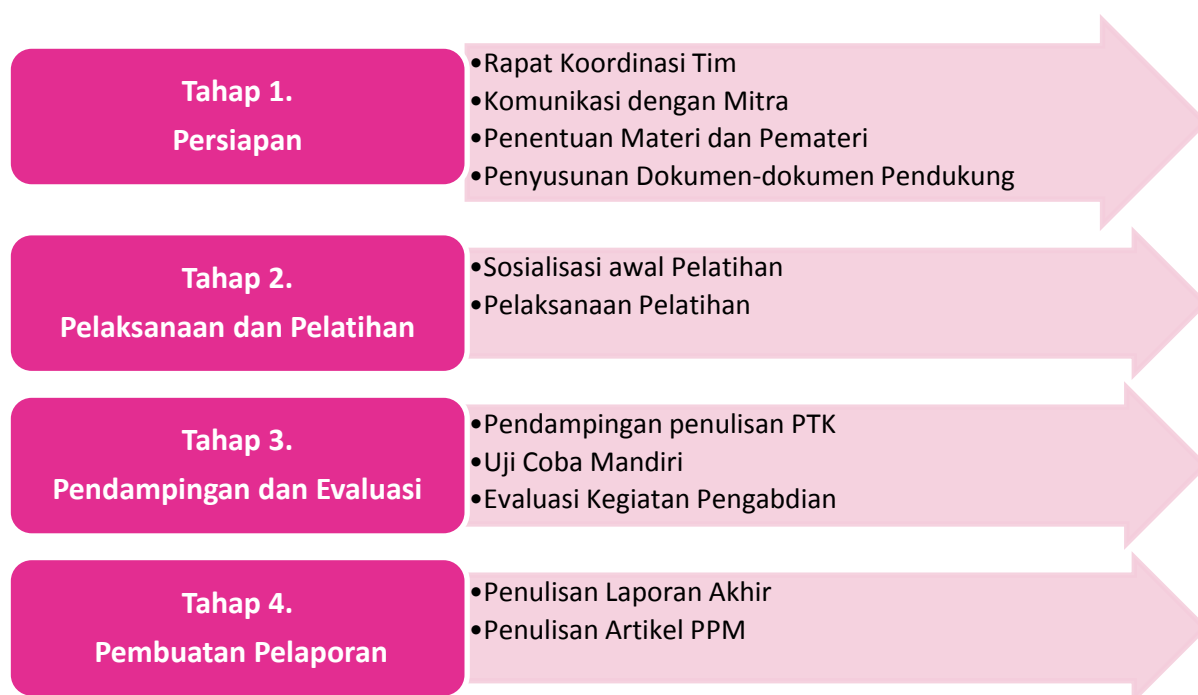 Tahap 1.
Persiapan
•Rapat Koordinasi Tim
•Komunikasi dengan Mitra
•Penentuan Materi dan Pemateri
•Penyusunan Dokumen-dokumen Pendukung
Tahap 2.
Pelaksanaan dan Pelatihan
•Sosialisasi awal Pelatihan
•Pelaksanaan Pelatihan
Tahap 3.
Pendampingan dan Evaluasi
•Pendampingan penulisan PTK
•Uji Coba Mandiri
•Evaluasi Kegiatan Pengabdian
Tahap 4.
Pembuatan Pelaporan
•Penulisan Laporan Akhir
•Penulisan Artikel PPM